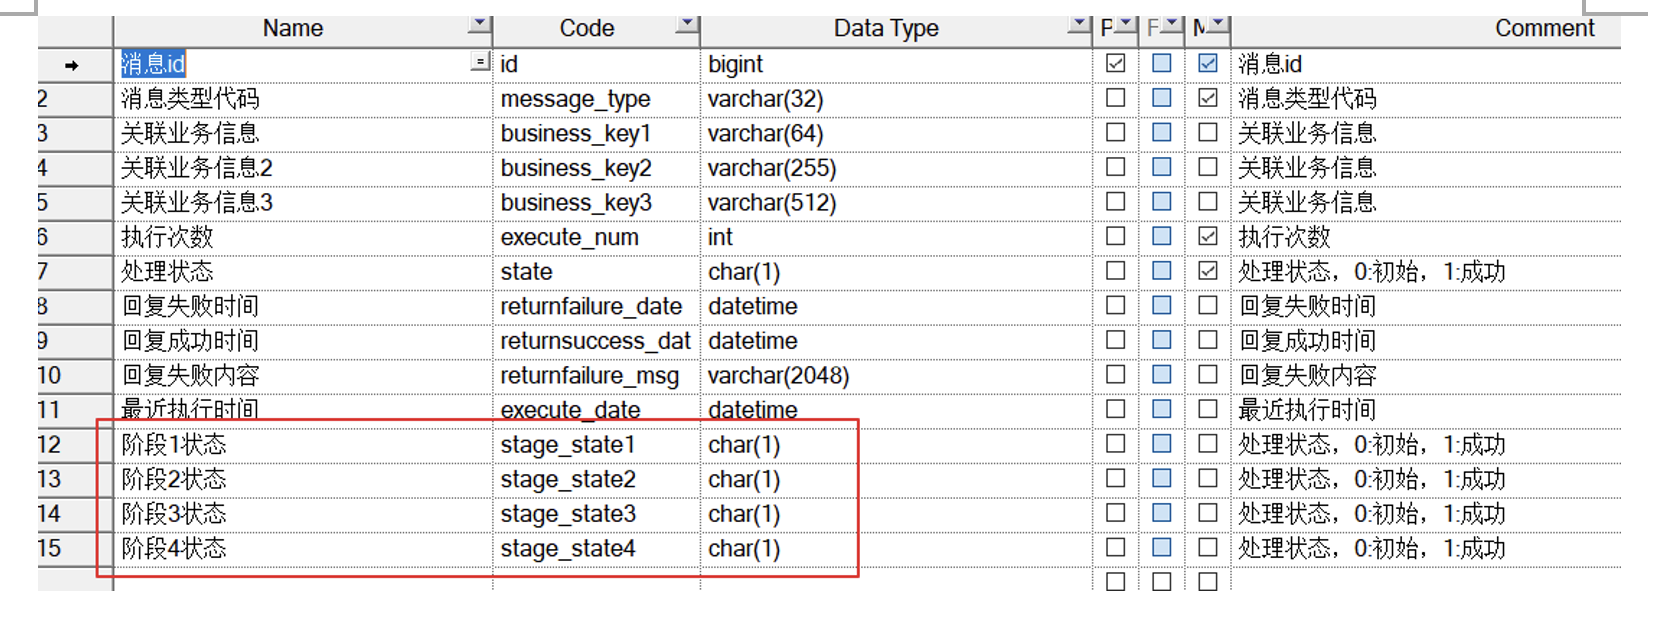 Name Code Data Type P F M Comment
消息id = id bigint 消息id
2 消息类型代码 message_type varchar(32) 消息类型代码
3 关联业务信息 business_key1 varchar(64) 关联业务信息
4 关联业务信息2 business_key2 varchar(255) 关联业务信息
5 关联业务信息3 business_key3 varchar(512) 关联业务信息
6 执行次数 execute_num int 执行次数
7 处理状态 state char(1) 处理状态，0:初始，1:成功
8 回复失败时间 returnfailure_date datetime 回复失败时间
9 回复成功时间 returnsuccess_dat datetime 回复成功时间
10 回复失败内容 returnfailure_msg varchar(2048) 回复失败内容
11 最近执行时间 execute_date datetime 最近执行时间
12 阶段1状态 stage_state1 char(1) 处理状态，0:初始，1:成功
13 阶段2状态 stage_state2 char(1) 处理状态，0:初始，1:成功
14 阶段3状态 stage_state3 char(1) 处理状态，0:初始，1:成功
15 阶段4状态 stage_state4 char(1) 处理状态，0:初始，1:成功